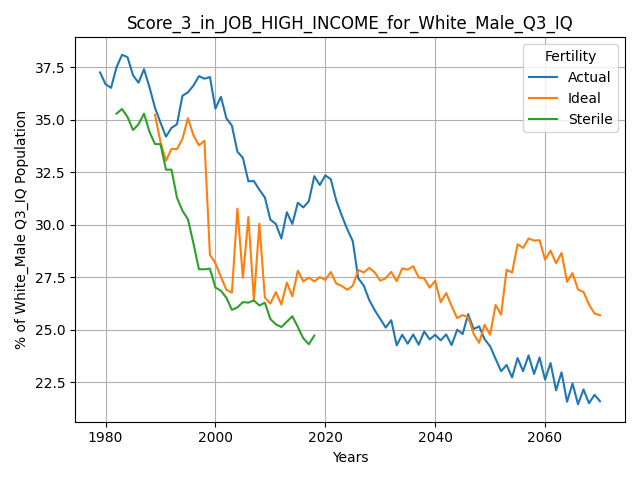 Score_3_in_JOB_HIGH_INCOME_for_White_Male_Q3_IQ
% of White_Male Q3_IQ Population
37.5
35.0
32.5
30.0
27.5
25.0
22.5
Fertility
Actual
Ideal
Sterile
1980
2000
2020
2040
2060
Years